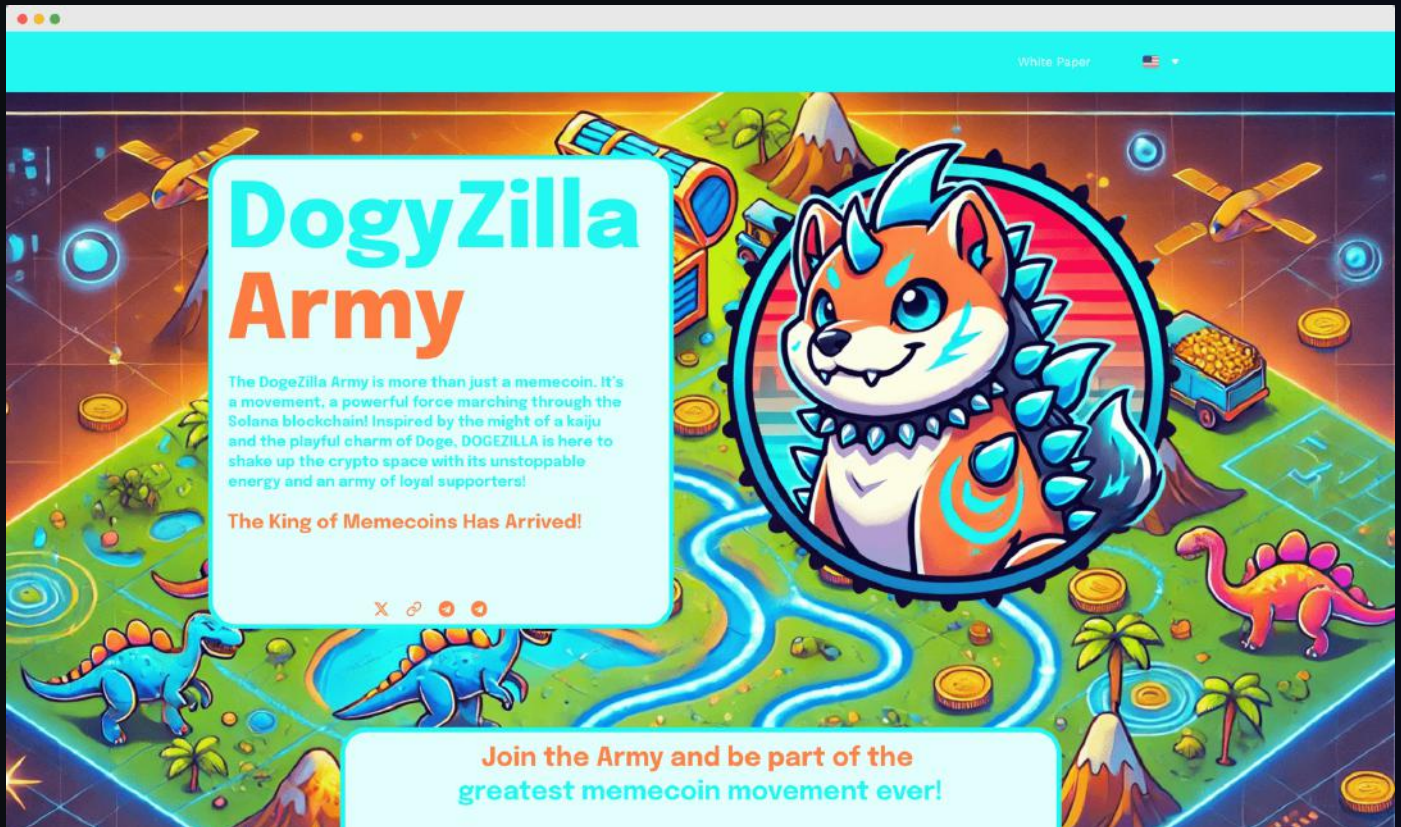 White Paper
DogyZilla
Army
The DogeZilla Army is more than just a memecoin. It's
a movement, a powerful force marching through the
Solana blockchain! Inspired by the might of a kaiju
and the playful charm of Doge, DOGEZILLA is here to
shake up the crypto space with its unstoppable
energy and an army of loyal supporters!
The King of Memecoins Has Arrived!
Join the Army and be part of the
greatest memecoin movement ever!